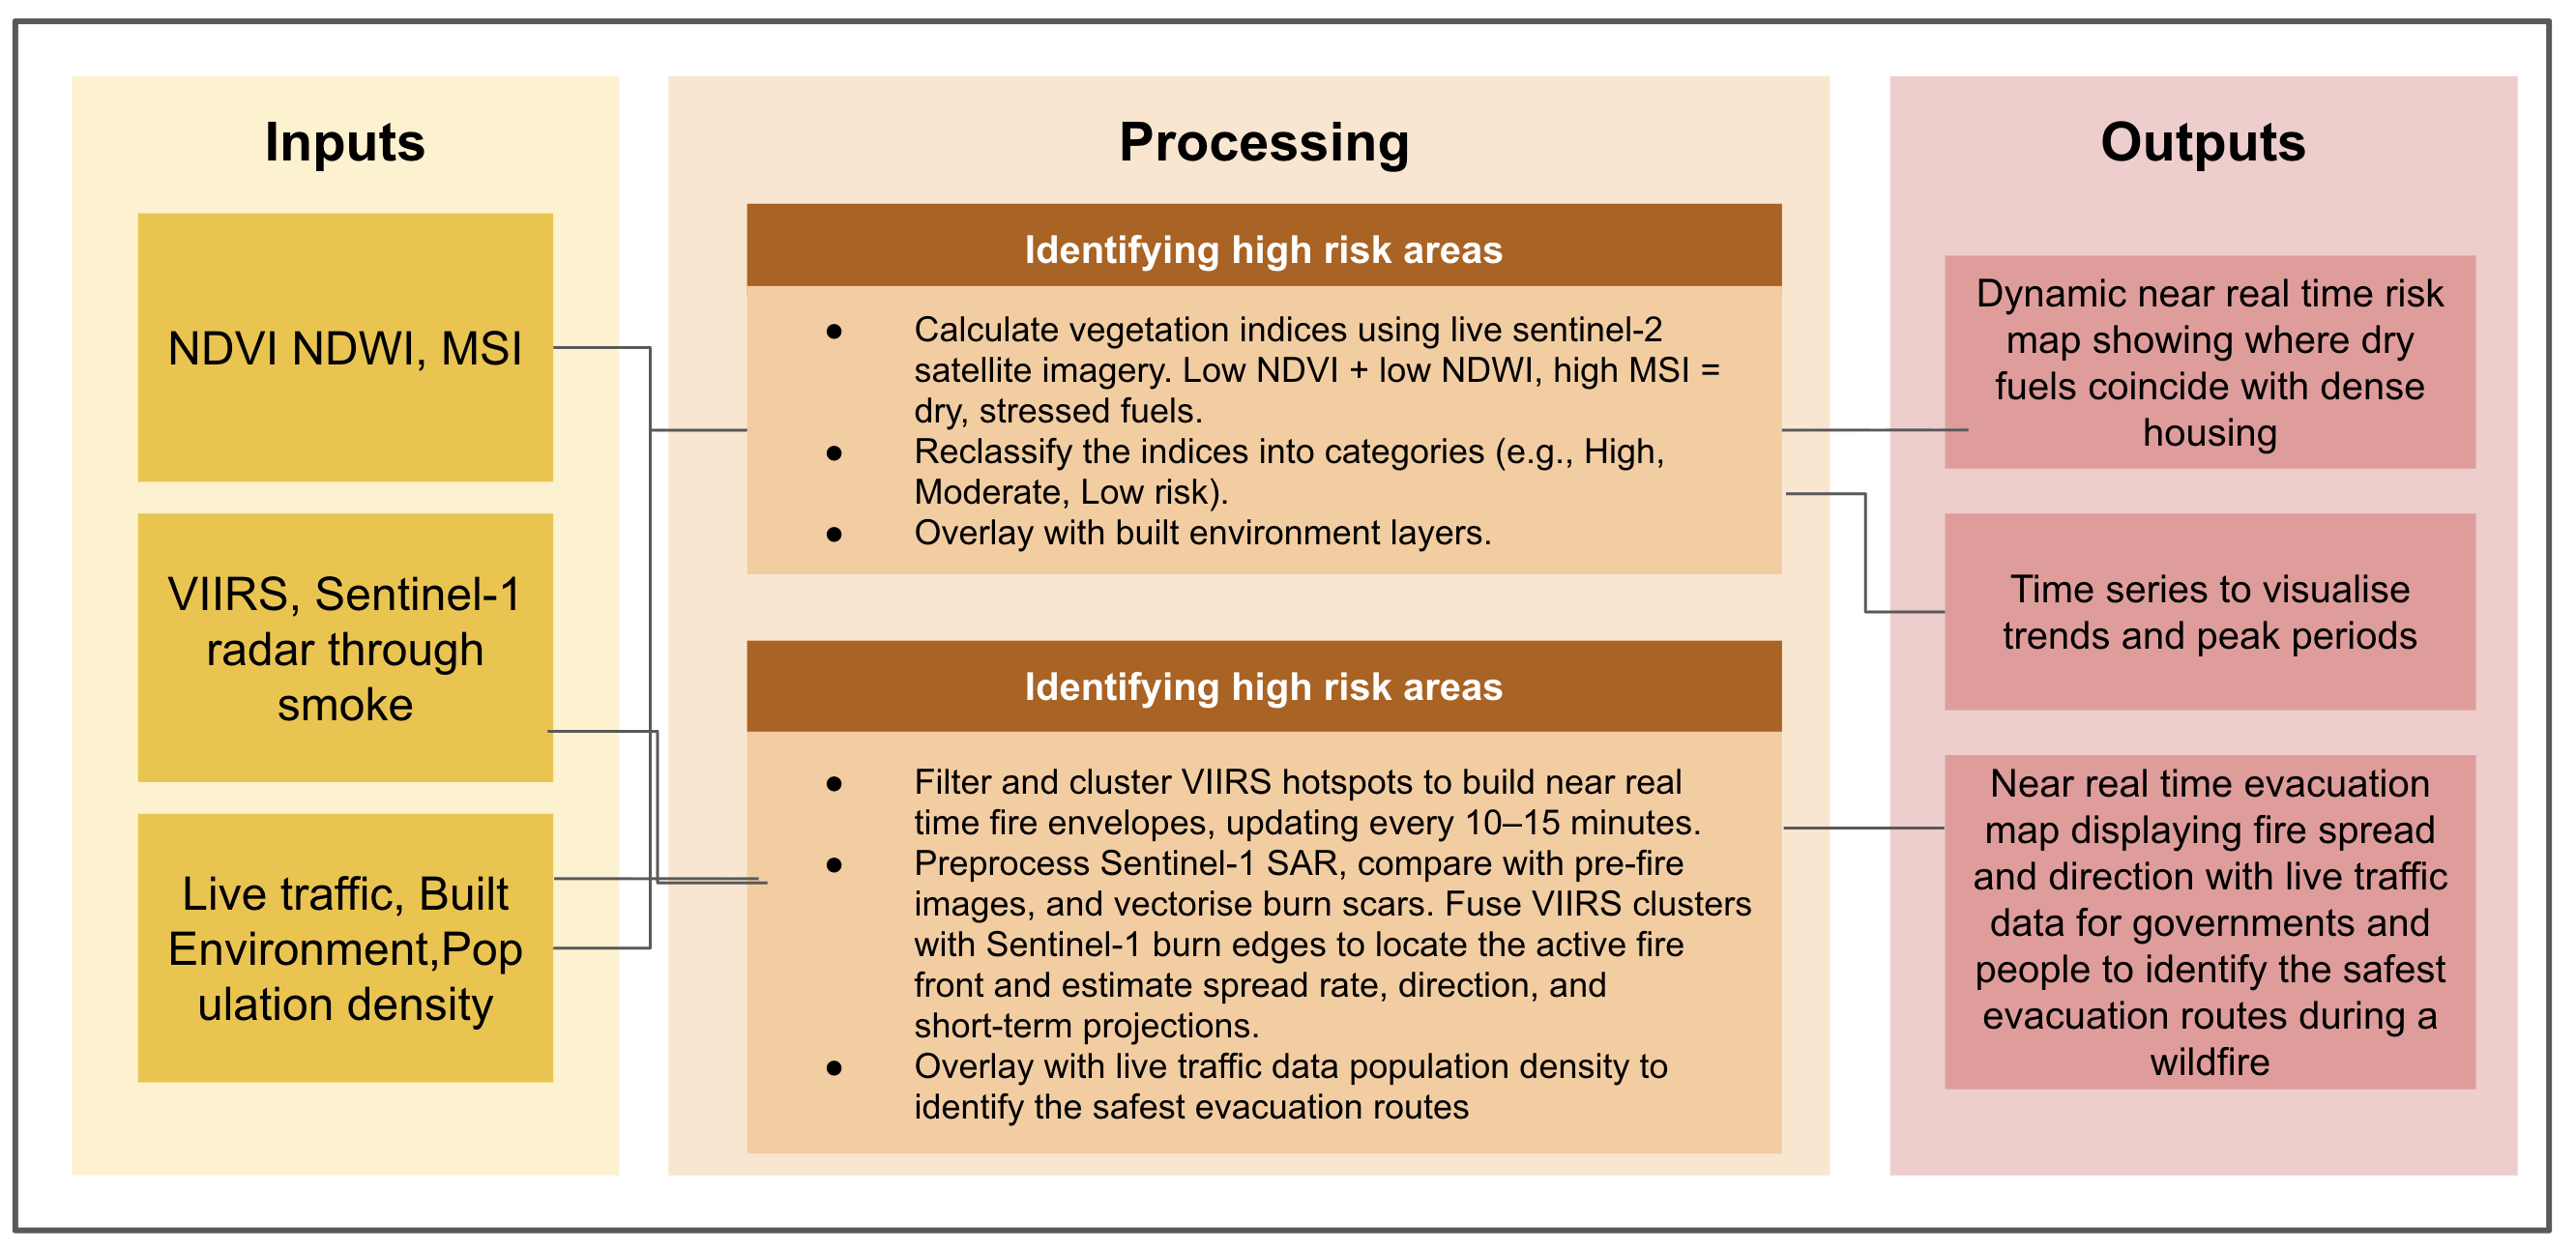 Inputs
NDVI NDWI, MSI
VIIRS, Sentinel-1
radar through
smoke
Live traffic, Built
Environment,Pop
ulation density
Processing
Identifying high risk areas
● Calculate vegetation indices using live sentinel-2
satellite imagery. Low NDVI + low NDWI, high MSI =
dry, stressed fuels.
● Reclassify the indices into categories (e.g., High,
Moderate, Low risk).
● Overlay with built environment layers.
Identifying high risk areas
● Filter and cluster VIIRS hotspots to build near real
time fire envelopes, updating every 10–15 minutes.
● Preprocess Sentinel-1 SAR, compare with pre-fire
images, and vectorise burn scars. Fuse VIIRS clusters
with Sentinel-1 burn edges to locate the active fire
front and estimate spread rate, direction, and
short-term projections.
● Overlay with live traffic data population density to
identify the safest evacuation routes
Outputs
Dynamic near real time risk
map showing where dry
fuels coincide with dense
housing
Time series to visualise
trends and peak periods
Near real time evacuation
map displaying fire spread
and direction with live traffic
data for governments and
people to identify the safest
evacuation routes during a
wildfire